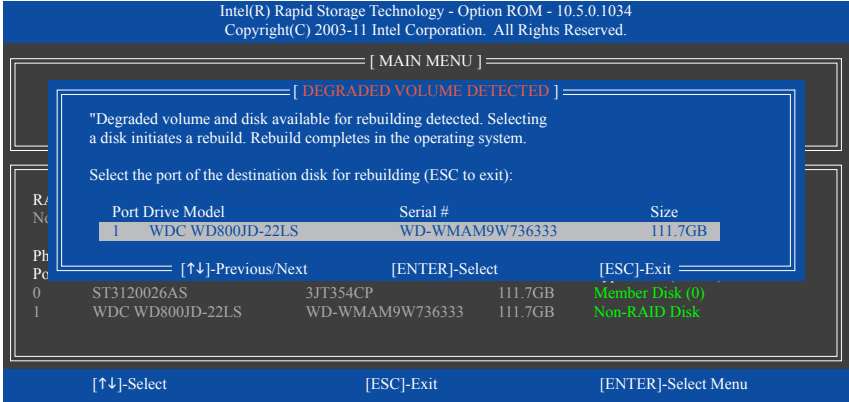 Intel(R) Rapid Storage Technology - Option ROM - 10.5.0.1034
Copyright(C) 2003-11 Intel Corporation.  All Rights Reserved.
[ MAIN MENU ]
[ DEGRADED VOLUME DETECTED ]
"Degraded volume and disk available for rebuilding detected. Selecting
a disk initiates a rebuild. Rebuild completes in the operating system.
Select the port of the destination disk for rebuilding (ESC to exit):
Port Drive Model Serial # Size
1 WDC WD800JD-22LS WD-WMAM9W736333 111.7GB
[↑↓]-Previous/Next [ENTER]-Select [ESC]-Exit
0 ST3120026AS 3JT354CP 111.7GB Member Disk (0)
1 WDC WD800JD-22LS WD-WMAM9W736333 111.7GB Non-RAID Disk
[↑↓]-Select [ESC]-Exit [ENTER]-Select Menu